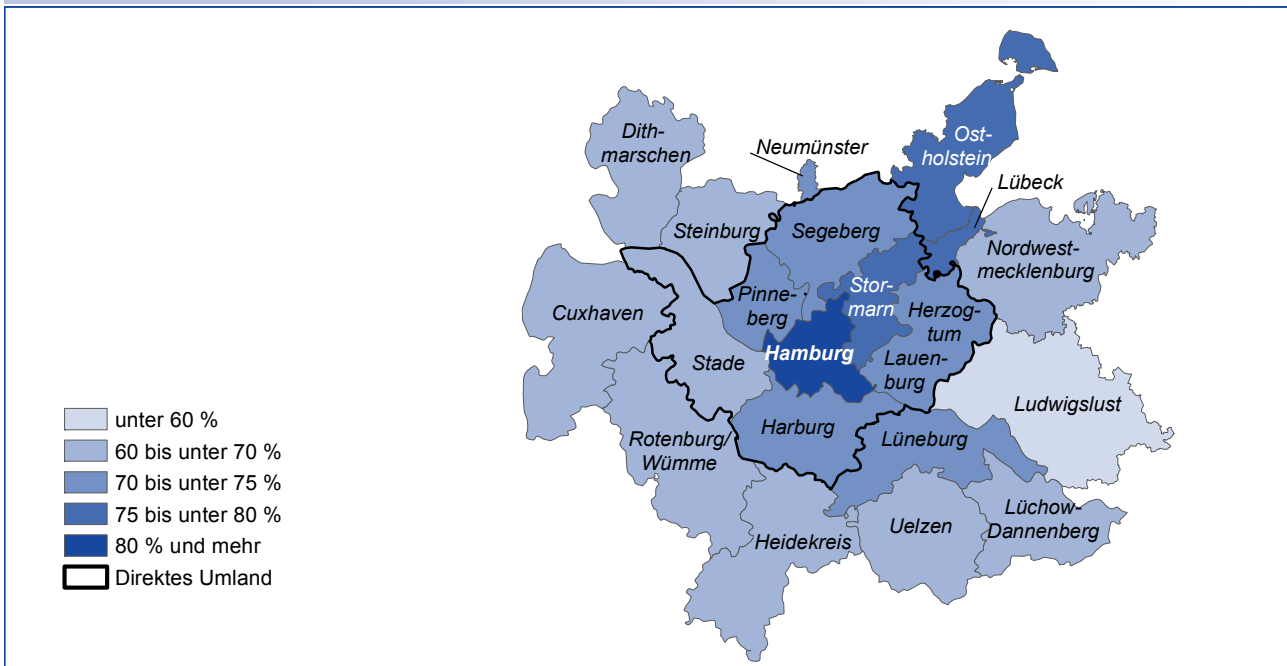 Dith-
marschen
Neumünster
Ost-
holstein
Lübeck
Steinburg
Segeberg
Nordwest-
mecklenburg
Cuxhaven
Pinne-
berg
Stor-
marn
Herzog-
tum
Lauen-
burg
Hamburg
Stade
Ludwigslust
Harburg
Lüneburg
Rotenburg/
Wümme
Lüchow-
Dannenberg
Uelzen
Heidekreis
unter 60 %
60 bis unter 70 %
70 bis unter 75 %
75 bis unter 80 %
80 % und mehr
Direktes Umland